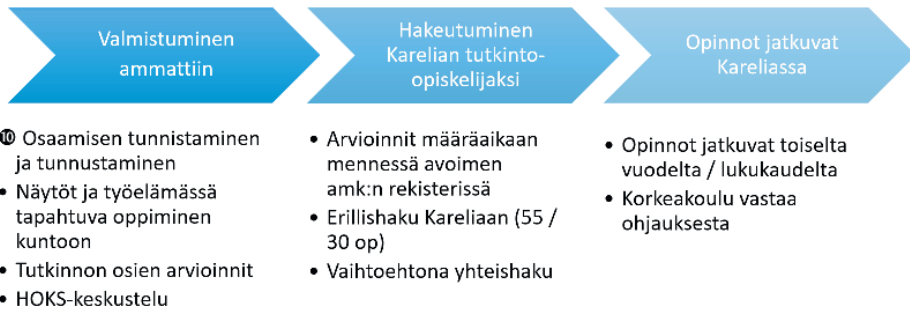 Valmistuminen
ammattiin
❿ Osaamisen tunnistaminen
ja tunnustaminen
• Näytöt ja työelämässä
tapahtuva oppiminen
kuntoon
• Tutkinnon osien arvioinnit
• HOKS-keskustelu
Hakeutuminen
Karelian tutkinto-
opiskelijaksi
• Arvioinnit määräaikaan
mennessä avoimen
amk:n rekisterissä
• Erillishaku Kareliaan (55 /
30 op)
• Vaihtoehtona yhteishaku
Opinnot jatkuvat
Kareliassa
• Opinnot jatkuvat toiselta
vuodelta / lukukaudelta
• Korkeakoulu vastaa
ohjauksesta